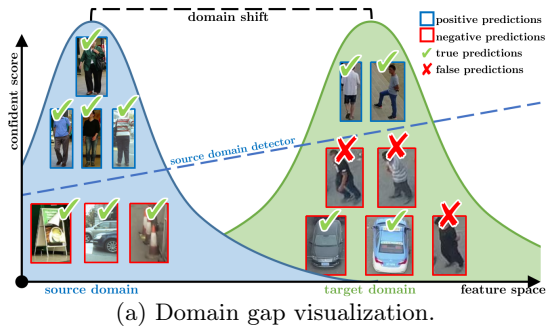 domain shift
positive predictions
negative predictions
true predictions
false predictions
confident score
source domain detector
source domain
target domain
feature space
(a) Domain gap visualization.